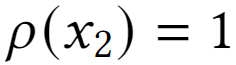 ρ(x₂) = 1